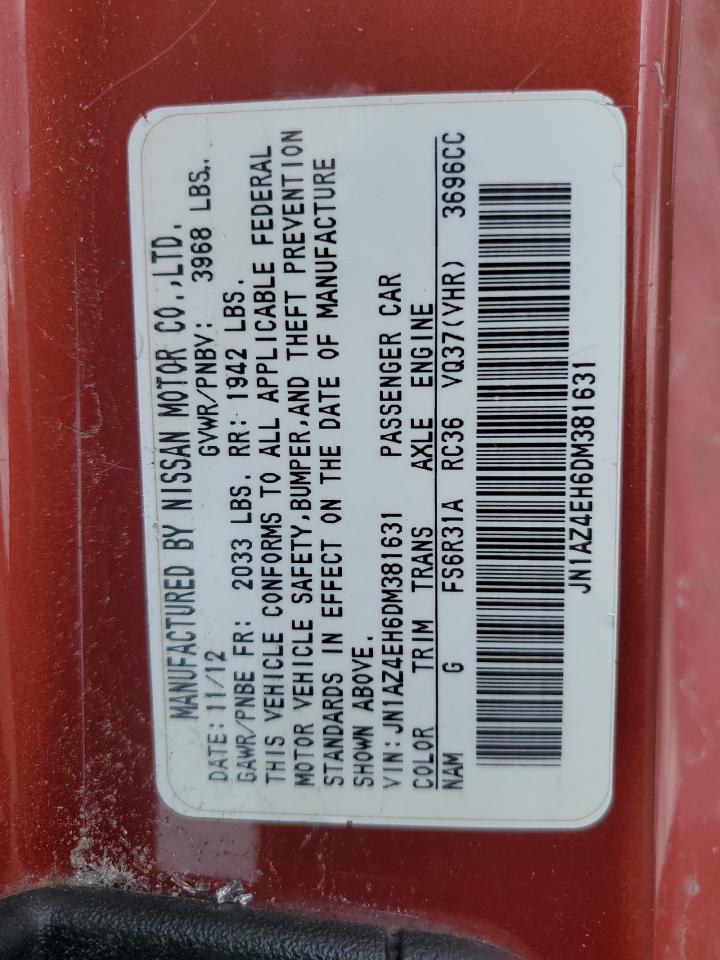 MANUFACTURED BY NISSAN MOTOR CO.,LTD.
DATE: 11/12 GVWR/PNBV: 3968 LBS.
GAWR/PNBE FR: 2033 LBS. RR: 1942 LBS.
THIS VEHICLE CONFORMS TO ALL APPLICABLE FEDERAL
MOTOR VEHICLE SAFETY,BUMPER,AND THEFT PREVENTION
STANDARDS IN EFFECT ON THE DATE OF MANUFACTURE
SHOWN ABOVE.
VIN:JN1AZ4EH6DM381631 PASSENGER CAR
COLOR TRIM TRANS AXLE ENGINE
NAM G FS6R31A RC36 VQ37(VHR) 3696CC
JN1AZ4EH6DM381631